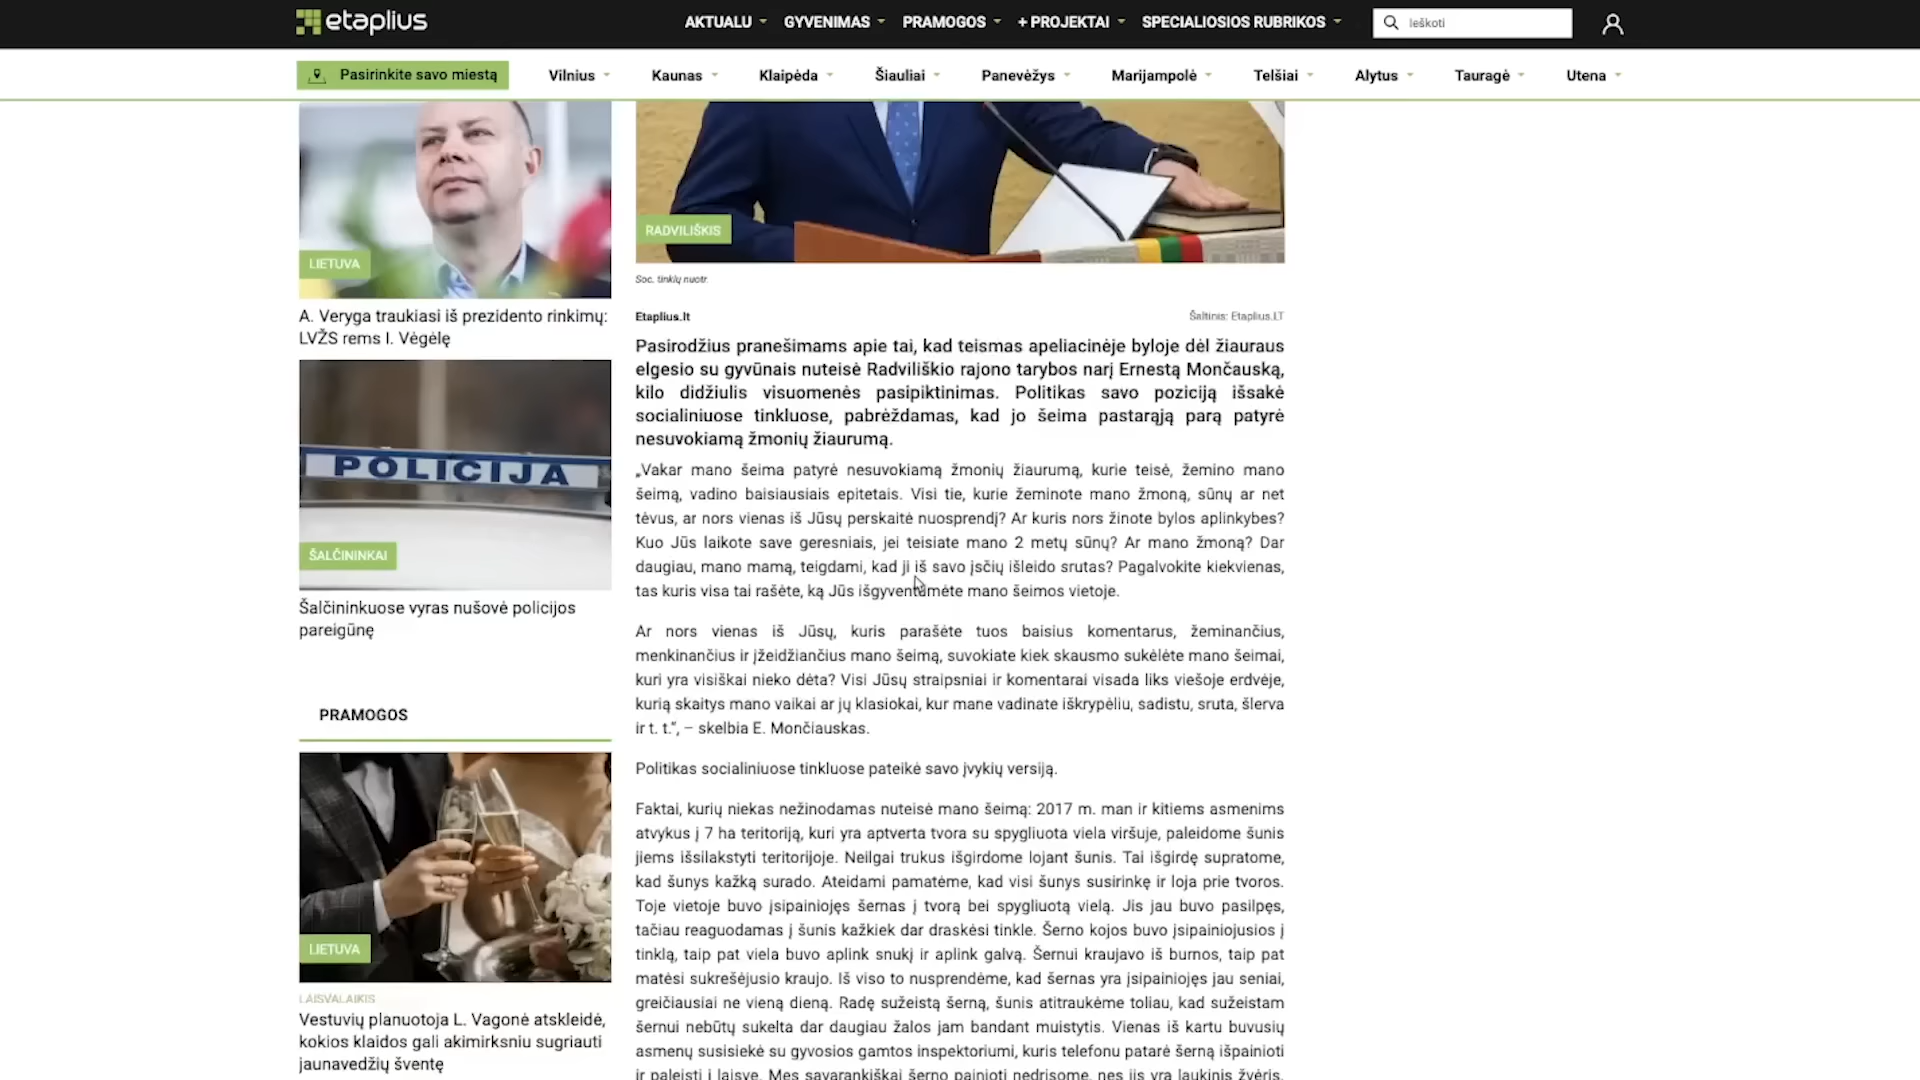 etaplius
AKTUALU
GYVENIMAS
PRAMOGOS
+ PROJEKTAI
SPECIALIOSIOS RUBRIKOS
Ieškoti
Pasirinkite savo miestą
Vilnius
Kaunas
Klaipėda
Šiauliai
Panevėžys
Marijampolė
Telšiai
Alytus
Tauragė
Utena
LIETUVA
A. Veryga traukiasi iš prezidento rinkimų:
LVŽS rems I. Vėgėlę
POLICIJA
ŠALČININKAI
Šalčininkuose vyras nušovė policijos
pareigūnę
PRAMOGOS
LIETUVA
LAISVALAIKIS
Vestuvių planuotoja L. Vagonė atskleidė,
kokios klaidos gali akimirksniu sugriauti
jaunavedžių šventę
RADVILIŠKIS
Soc. tinklų nuotr.
Etaplius.lt
Šaltinis: Etaplius.LT
Pasirodžius pranešimams apie tai, kad teismas apeliacinėje byloje dėl žiauraus
elgesio su gyvūnais nuteisė Radviliškio rajono tarybos narį Ernestą Mončauską,
kilo didžiulis visuomenės pasipiktinimas. Politikas savo poziciją išsakė
socialiniuose tinkluose, pabrėždamas, kad jo šeima pastarąją parą patyrė
nesuvokiamą žmonių žiaurumą.
„Vakar mano šeima patyrė nesuvokiamą žmonių žiaurumą, kurie teisė, žemino mano
šeimą, vadino baisiausiais epitetais. Visi tie, kurie žeminote mano žmoną, sūnų ar net
tėvus, ar nors vienas iš Jūsų perskaitė nuosprendį? Ar kuris nors žinote bylos aplinkybes?
Kuo Jūs laikote save geresniais, jei teisiate mano 2 metų sūnų? Ar mano žmoną? Dar
daugiau, mano mamą, teigdami, kad ji iš savo įsčių išleido srutas? Pagalvokite kiekvienas,
tas kuris visa tai rašėte, ką Jūs išgyventumėte mano šeimos vietoje.
Ar nors vienas iš Jūsų, kuris parašėte tuos baisius komentarus, žeminančius,
menkinančius ir įžeidžiančius mano šeimą, suvokiate kiek skausmo sukėlėte mano šeimai,
kuri yra visiškai nieko dėta? Visi Jūsų straipsniai ir komentarai visada liks viešoje erdvėje,
kurią skaitys mano vaikai ar jų klasiokai, kur mane vadinate iškrypėliu, sadistu, sruta, šlerva
ir t. t.“, – skelbia E. Mončiauskas.
Politikas socialiniuose tinkluose pateikė savo įvykių versiją.
Faktai, kurių niekas nežinodamas nuteisė mano šeimą: 2017 m. man ir kitiems asmenims
atvykus į 7 ha teritoriją, kuri yra aptverta tvora su spygliuota viela viršuje, paleidome šunis
jiems išsilakstyti teritorijoje. Neilgai trukus išgirdome lojant šunis. Tai išgirdę supratome,
kad šunys kažką surado. Ateidami pamatėme, kad visi šunys susirinkę ir loja prie tvoros.
Toje vietoje buvo įsipainiojęs šernas į tvorą bei spygliuotą vielą. Jis jau buvo pasilpęs,
tačiau reaguodamas į šunis kažkiek dar draskėsi tinkle. Šerno kojos buvo įsipainiojusios į
tinklą, taip pat viela buvo aplink snukį ir aplink galvą. Šernui kraujavo iš burnos, taip pat
matėsi sukrešėjusio kraujo. Iš viso to nusprendėme, kad šernas yra įsipainiojęs jau seniai,
greičiausiai ne vieną dieną. Radę sužeistą šerną, šunis atitraukėme toliau, kad sužeistam
šernui nebūtų sukelta dar daugiau žalos jam bandant muistytis. Vienas iš kartu buvusių
asmenų susisiekė su gyvosios gamtos inspektoriumi, kuris telefonu patarė šerną išpainioti
ir paleisti į laisvę. Mes savarankiškai šerno painioti nedrįsome, nes jis yra laukinis žvėris,